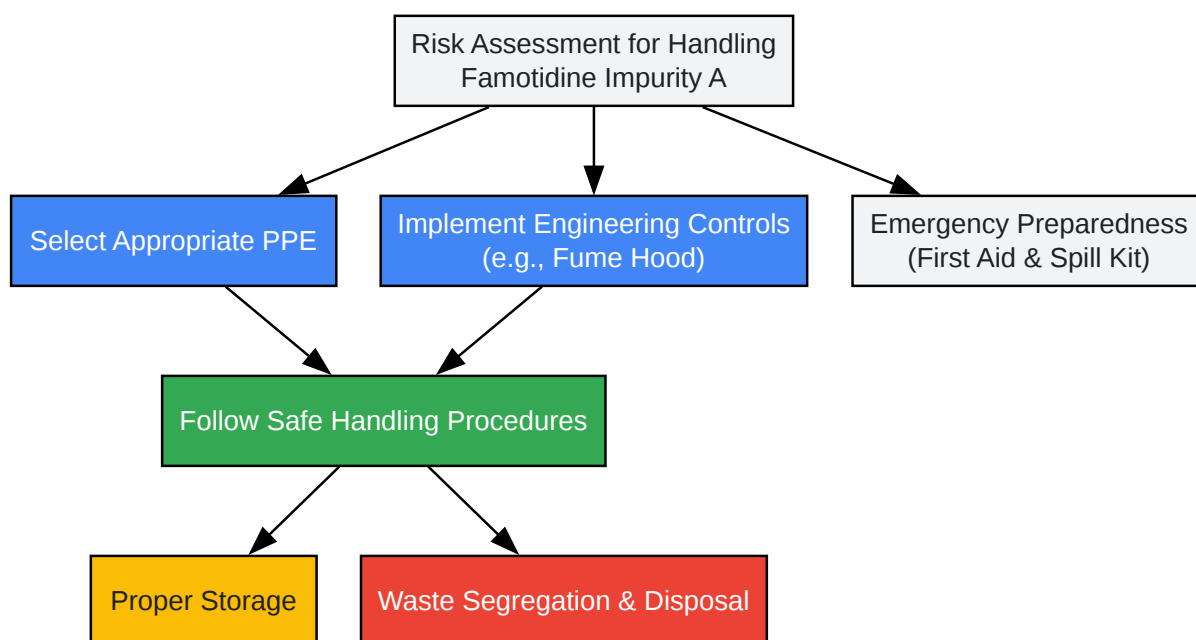 Risk Assessment for Handling
Famotidine Impurity A
Select Appropriate PPE
Implement Engineering Controls
(e.g., Fume Hood)
Emergency Preparedness
(First Aid & Spill Kit)
Follow Safe Handling Procedures
Proper Storage
Waste Segregation & Disposal